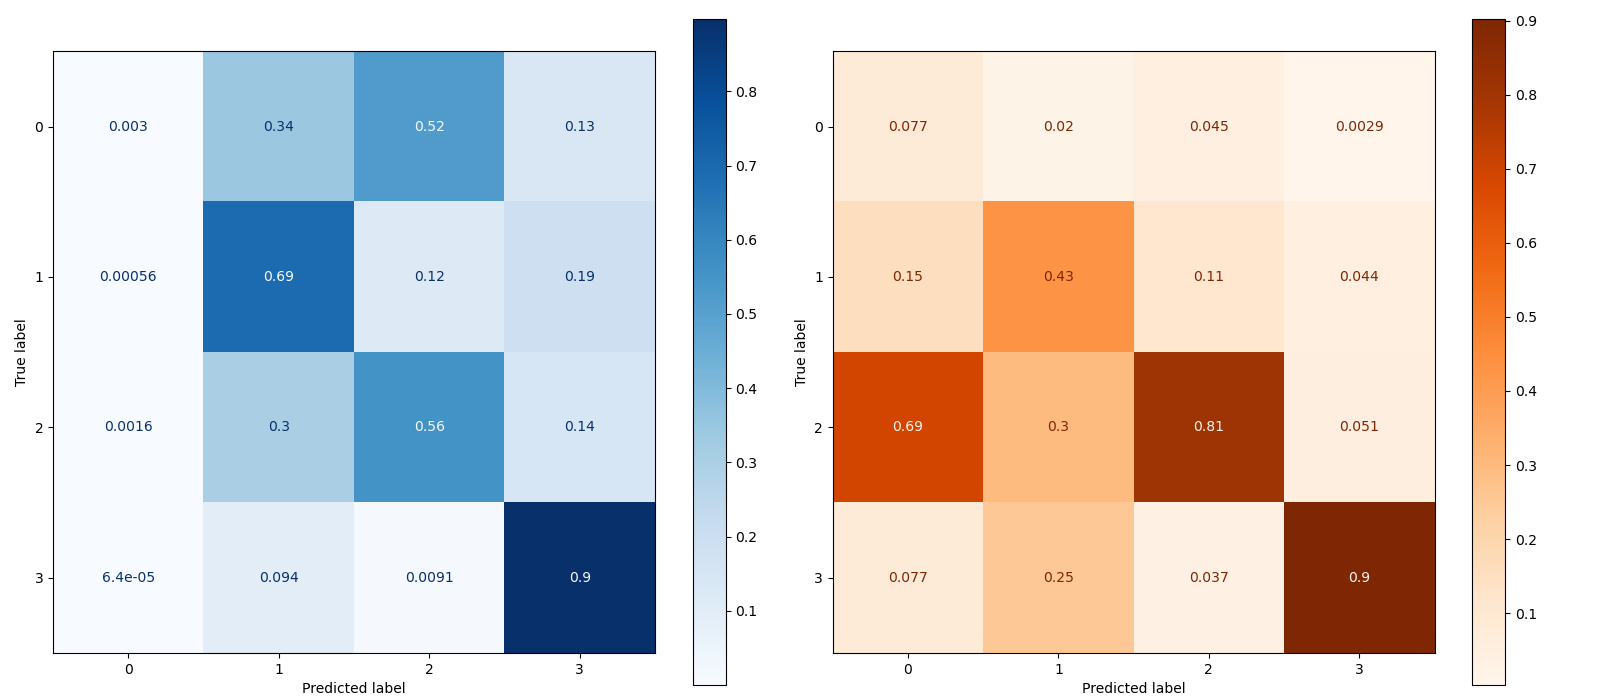 0 0.003 0.34 0.52 0.13
1 0.00056 0.69 0.12 0.19
2 0.0016 0.3 0.56 0.14
3 6.4e-05 0.094 0.0091 0.9
0 1 2 3
True label
Predicted label
0.8
0.7
0.6
0.5
0.4
0.3
0.2
0.1
0 0.077 0.02 0.045 0.0029
1 0.15 0.43 0.11 0.044
2 0.69 0.3 0.81 0.051
3 0.077 0.25 0.037 0.9
0 1 2 3
True label
Predicted label
0.9
0.8
0.7
0.6
0.5
0.4
0.3
0.2
0.1